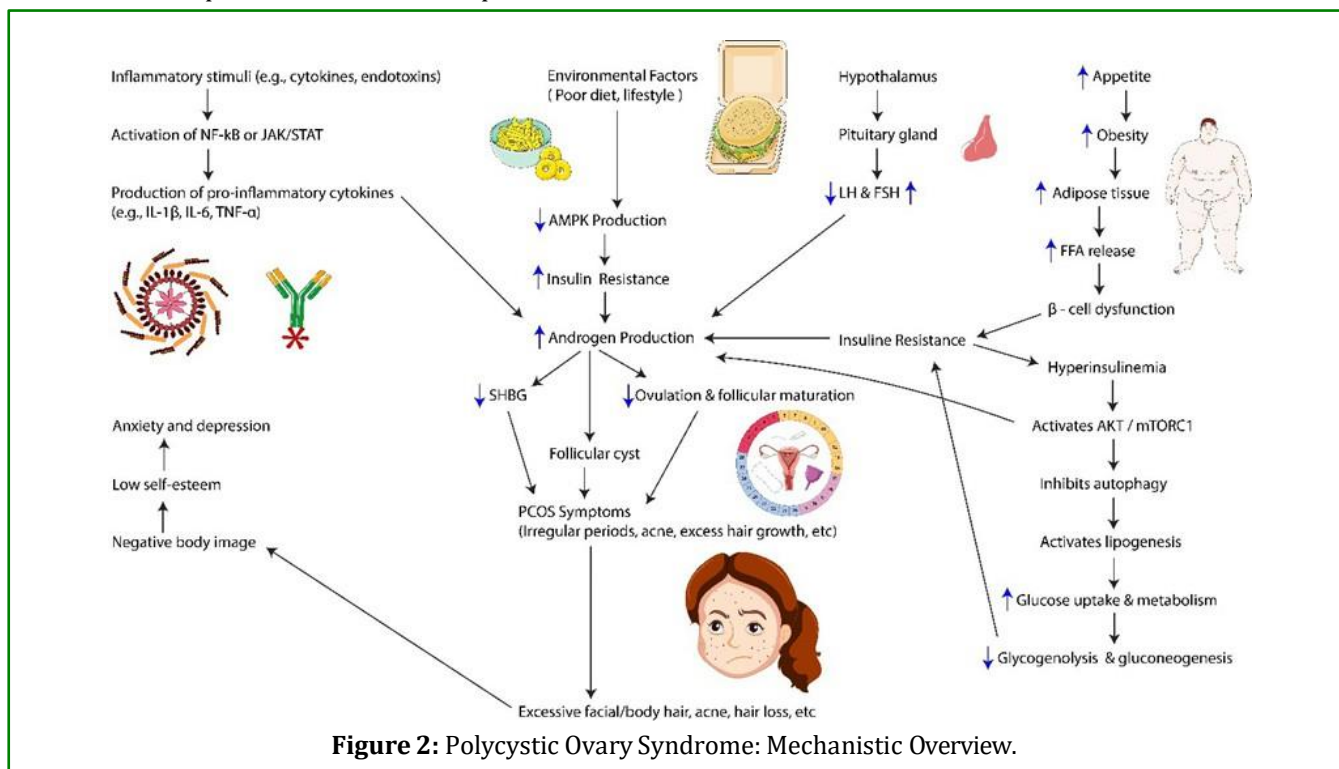 Inflammatory stimuli (e.g., cytokines, endotoxins)
Activation of NF-kB or JAK/STAT
Production of pro-inflammatory cytokines
(e.g., IL-1β, IL-6, TNF-α)
Environmental Factors
( Poor diet, lifestyle )
↓ AMPK Production
↑ Insulin Resistance
↑ Androgen Production
↓ SHBG
↓ Ovulation & follicular maturation
Follicular cyst
PCOS Symptoms
(Irregular periods, acne, excess hair growth, etc)
Excessive facial/body hair, acne, hair loss, etc
Anxiety and depression
Low self-esteem
Negative body image
Hypothalamus
Pituitary gland
↓ LH & FSH ↑
↑ Appetite
↑ Obesity
↑ Adipose tissue
↑ FFA release
β - cell dysfunction
Insuline Resistance
Hyperinsulinemia
Activates AKT / mTORC1
Inhibits autophagy
Activates lipogenesis
↑ Glucose uptake & metabolism
↓ Glycogenolysis & gluconeogenesis
Figure 2: Polycystic Ovary Syndrome: Mechanistic Overview.